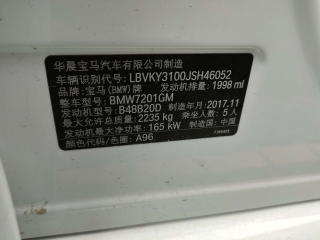 华晨宝马汽车有限公司制造
车辆识别代号: LBVKY3100JSH46052
品牌: 宝马(BMW)牌 发动机排量: 1998 ml
整车型号: BMW7201GM
发动机型号: B48B20D 制造年月: 2017.11
最大允许总质量: 2235 kg 乘坐人数: 5 人
发动机最大净功率: 165 kW 制造国: 中国
颜色代码/色圈: A96